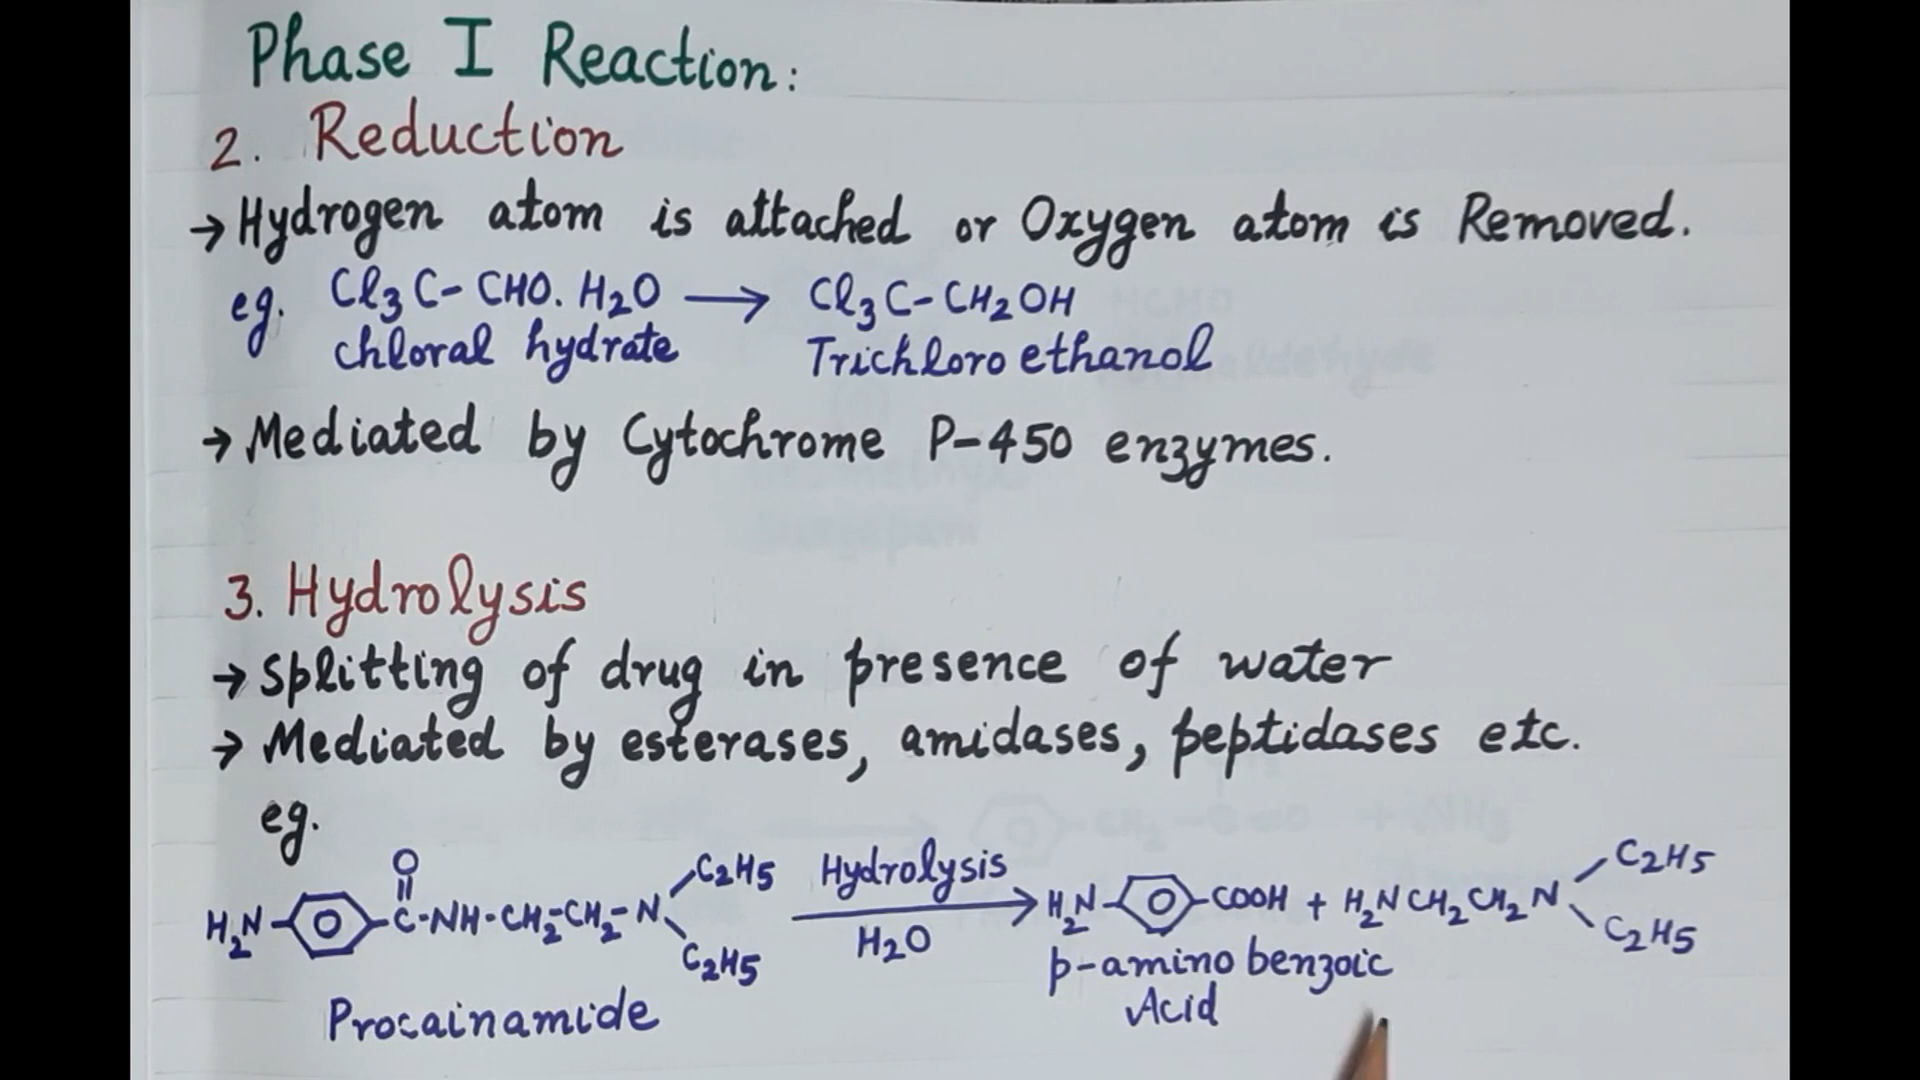 Phase I Reaction:
2. Reduction
→ Hydrogen atom is attached or Oxygen atom is Removed.
eg. Cl3C-CHO. H2O → Cl3C-CH2OH
chloral hydrate Trichloro ethanol
→ Mediated by Cytochrome P-450 enzymes.
3. Hydrolysis
→ Splitting of drug in presence of water
→ Mediated by esterases, amidases, peptidases etc.
eg.
O C2H5 Hydrolysis C2H5
H2N- -C-NH-CH2-CH2-N → H2N- -COOH + H2NCH2CH2N
C2H5 H2O C2H5
p-amino benzoic
Procainamide Acid